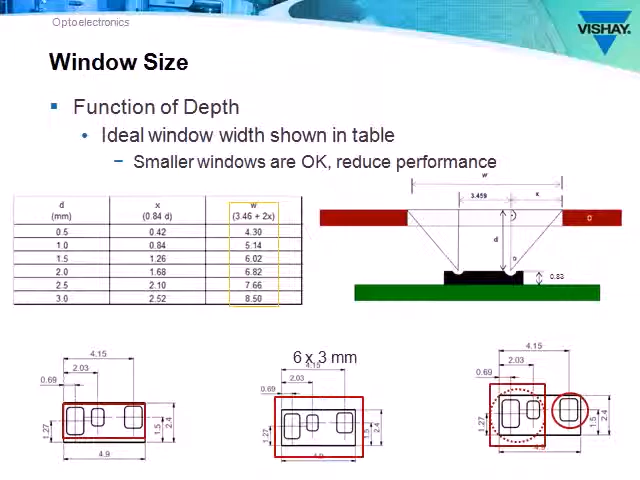 Optoelectronics
VISHAY.
Window Size
Function of Depth
Ideal window width shown in table
Smaller windows are OK, reduce performance
d x w
(mm) (0.84 d) (3.46 + 2x)
0.5 0.42 4.30
1.0 0.84 5.14
1.5 1.26 6.02
2.0 1.68 6.82
2.5 2.10 7.66
3.0 2.52 8.50
w
3.459 x
d
α
0.83
6 x 3 mm
4.15
2.03
0.69
1.27
1.5
2.4
4.9
4.15
2.03
0.69
1.27
1.5
2.4
4.9
4.15
2.03
0.69
1.27
1.5
2.4
4.9